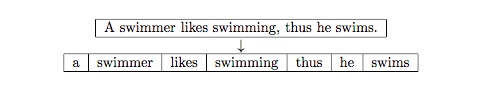 A swimmer likes swimming, thus he swims.
↓
a swimmer likes swimming thus he swims